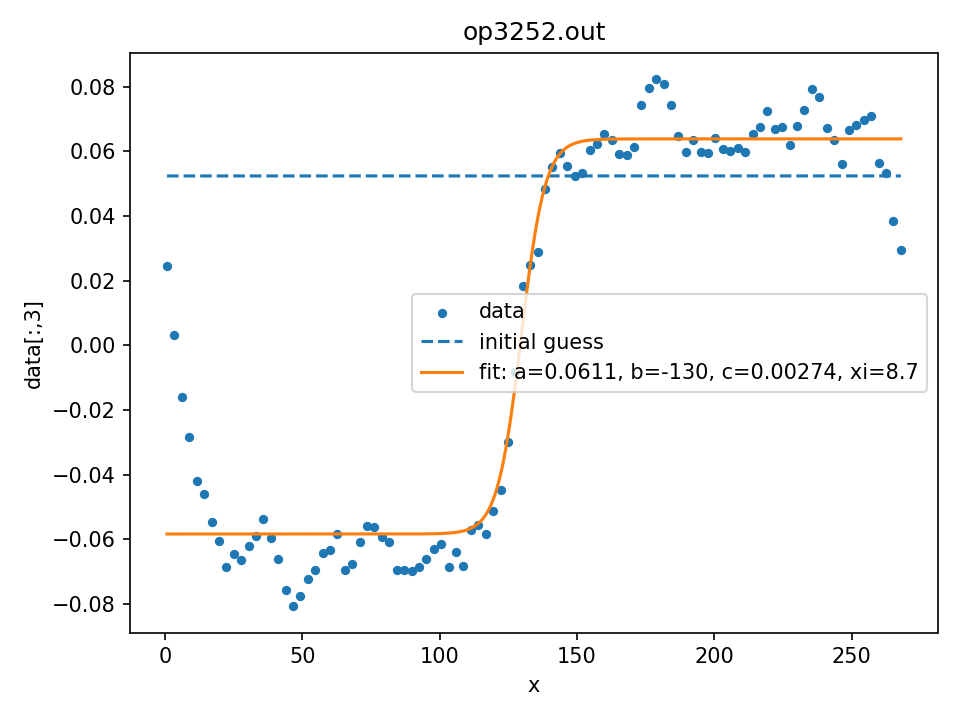 op3252.out
0.08
0.06
0.04
0.02
0.00
−0.02
−0.04
−0.06
−0.08
data[:,3]
data
initial guess
fit: a=0.0611, b=-130, c=0.00274, xi=8.7
0 50 100 150 200 250
x